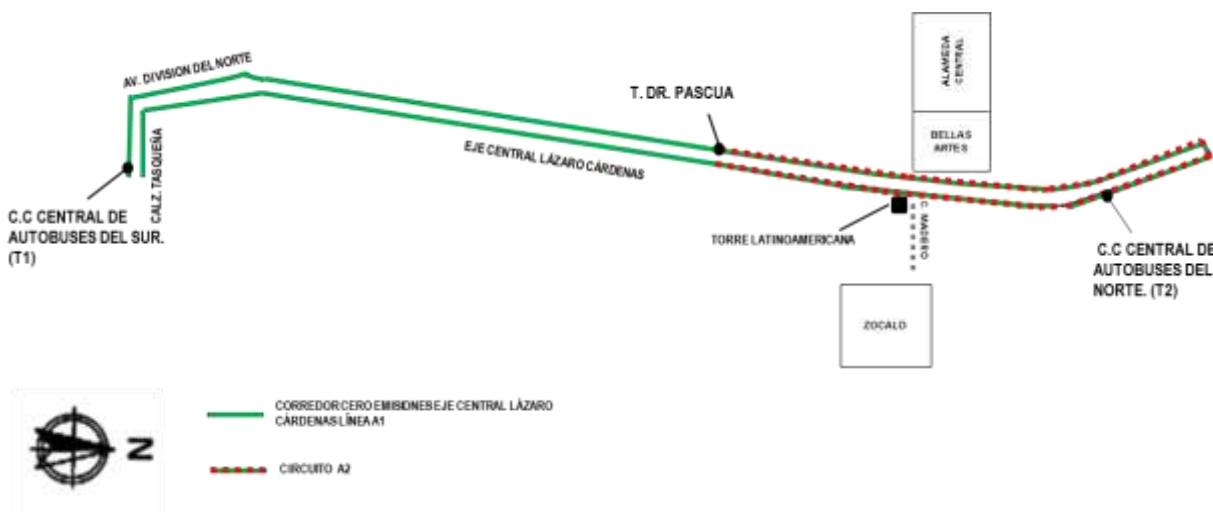 AV. DIVISION DEL NORTE
CALZ. TASQUEÑA
C.C CENTRAL DE
AUTOBUSES DEL SUR.
(T1)
EJE CENTRAL LÁZARO CÁRDENAS
T. DR. PASCUA
ALAMEDA
CENTRAL
BELLAS
ARTES
TORRE LATINOAMERICANA
C. MADERO
ZOCALO
C.C CENTRAL DE
AUTOBUSES DEL
NORTE. (T2)
N
CORREDOR CERO EMISIONES EJE CENTRAL LÁZARO
CÁRDENAS LÍNEA A1
CIRCUITO A2